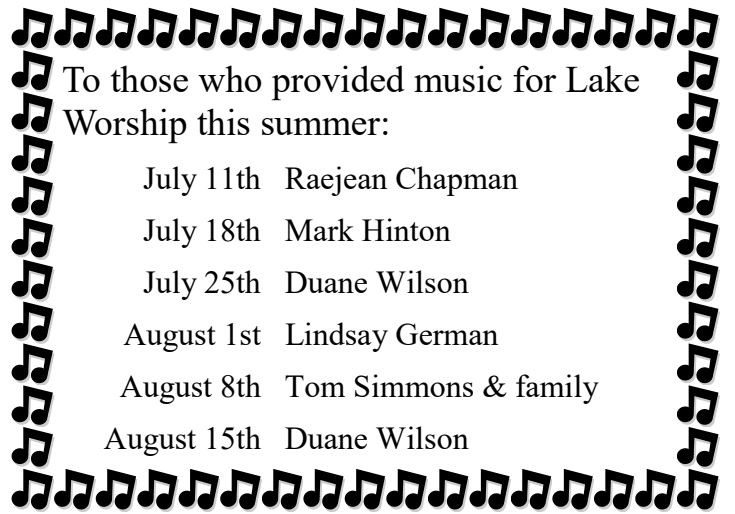 To those who provided music for Lake
Worship this summer:
July 11th Raejean Chapman
July 18th Mark Hinton
July 25th Duane Wilson
August 1st Lindsay German
August 8th Tom Simmons & family
August 15th Duane Wilson